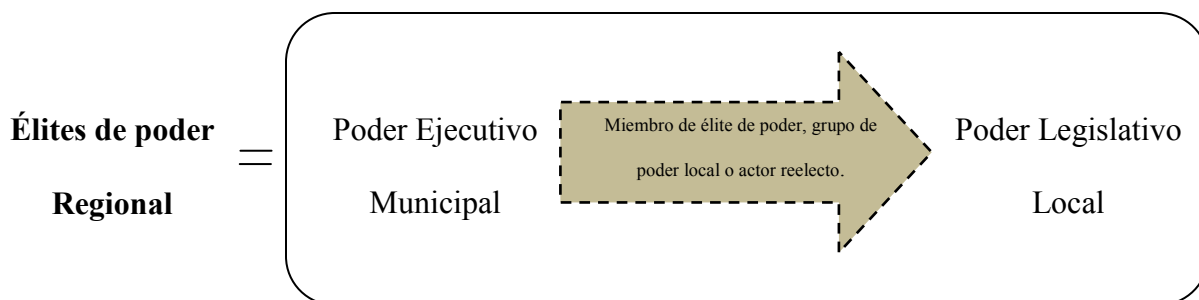 Élites de poder
Regional
=
Poder Ejecutivo
Municipal
Miembro de élite de poder, grupo de
poder local o actor reelecto.
Poder Legislativo
Local